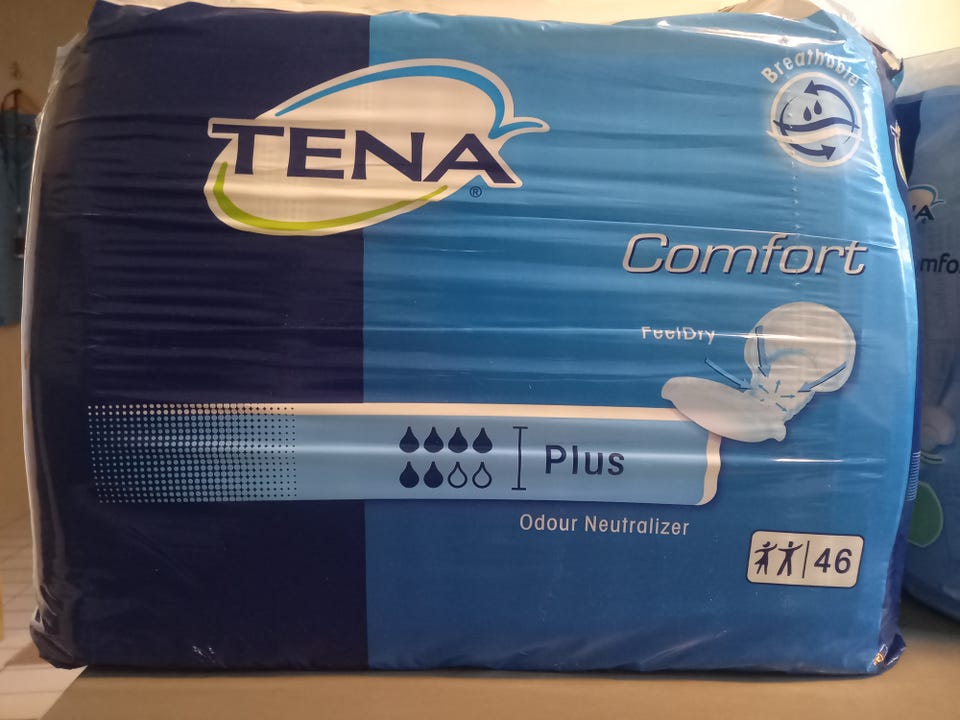 Breathable
TENA®
Comfort
FeelDry
Plus
Odour Neutralizer
46